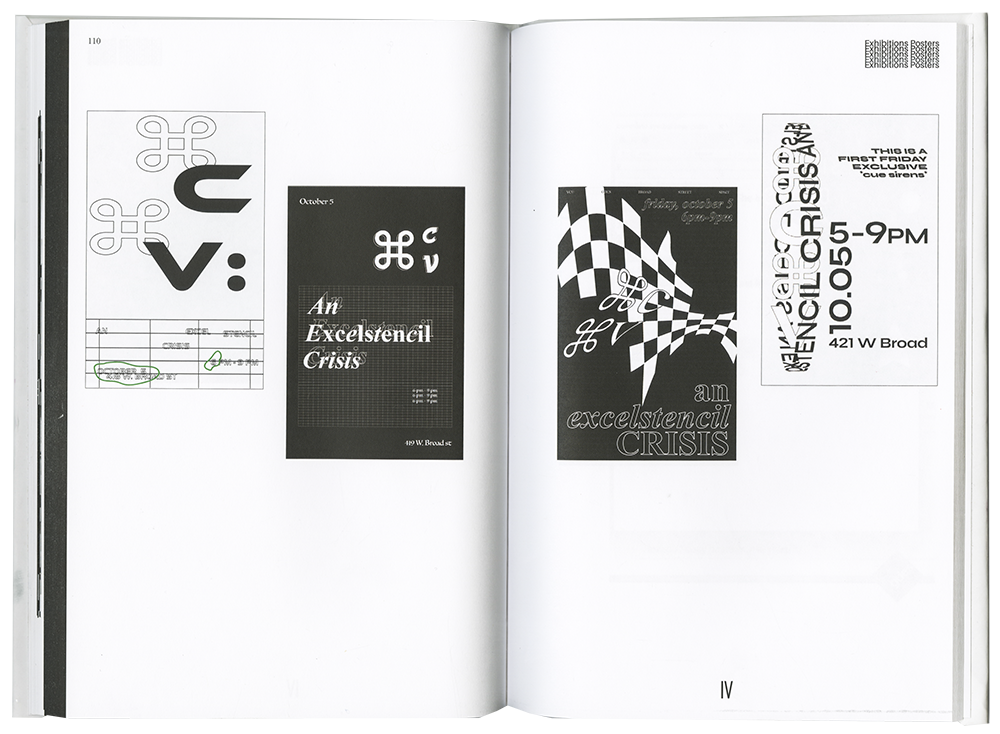 110
Exhibitions Posters
Exhibitions Posters
Exhibitions Posters
Exhibitions Posters
Exhibitions Posters
⌘
C
⌘
V:
AN EXCEL STENCIL
CRISIS
PM - 9 PM
OCTOBER 5
419 W. BROAD ST
October 5
⌘ C
V
An
An
Excelstencil
Excelstencil
Crisis
Crisis
6 pm - 9 pm
6 pm - 9 pm
6 pm - 9 pm
419 W. Broad st
friday, october 5
6pm-9pm
⌘ C
⌘ V
an
excelstencil
CRISIS
STENCIL CRISIS AN
THIS IS A
FIRST FRIDAY
EXCLUSIVE
'cue sirens'
5-9PM
10.05
421 W Broad
IV